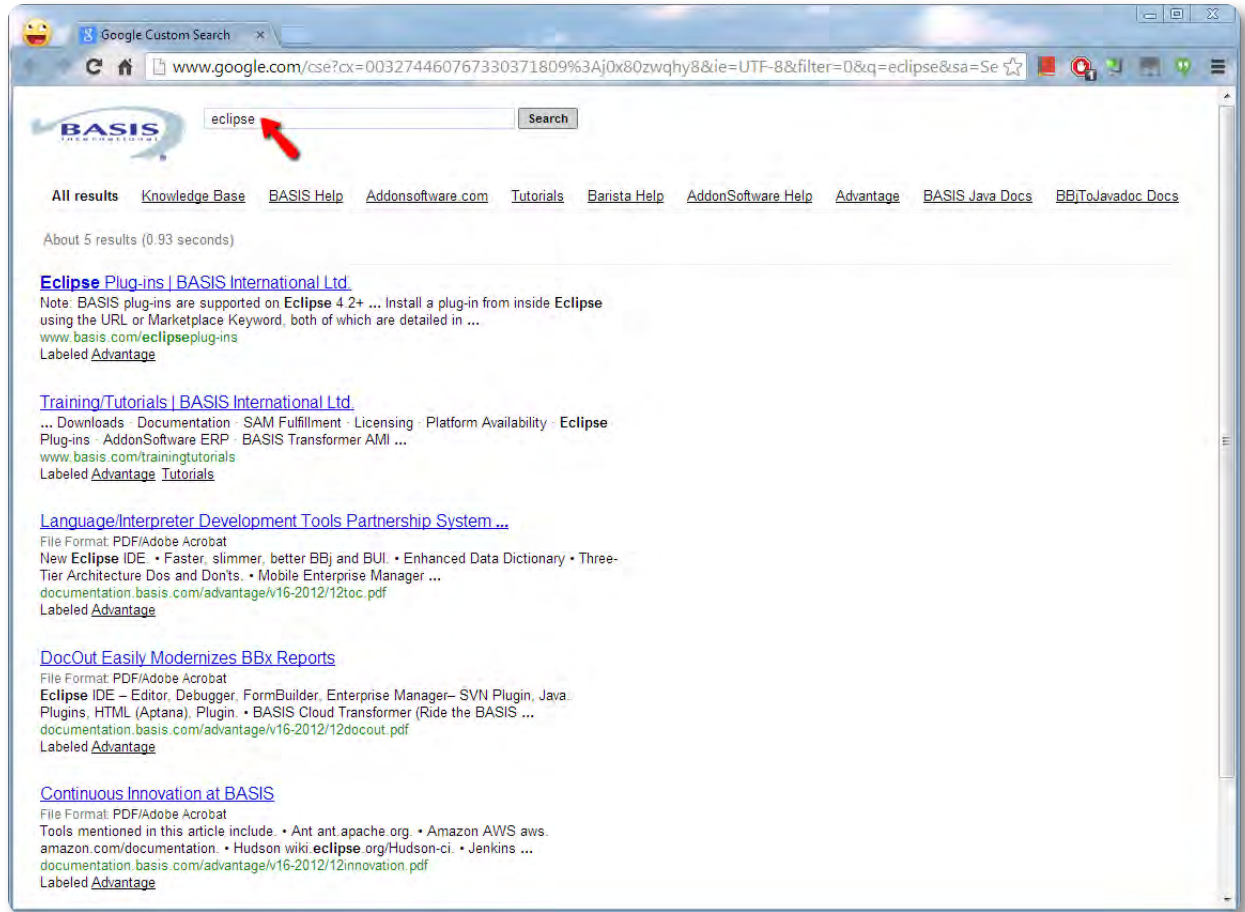 Google Custom Search
www.google.com/cse?cx=003274460767330371809%3Aj0x80zwqhy8&ie=UTF-8&filter=0&q=eclipse&sa=Se
BASIS
international
eclipse
Search
All results Knowledge Base BASIS Help Addonsoftware.com Tutorials Barista Help AddonSoftware Help Advantage BASIS Java Docs BBjToJavadoc Docs
About 5 results (0.93 seconds)
Eclipse Plug-ins | BASIS International Ltd.
Note: BASIS plug-ins are supported on Eclipse 4.2+ ... Install a plug-in from inside Eclipse
using the URL or Marketplace Keyword, both of which are detailed in ...
www.basis.com/eclipseplug-ins
Labeled Advantage
Training/Tutorials | BASIS International Ltd.
... Downloads · Documentation · SAM Fulfillment · Licensing · Platform Availability · Eclipse
Plug-ins · AddonSoftware ERP · BASIS Transformer AMI ...
www.basis.com/trainingtutorials
Labeled Advantage Tutorials
Language/Interpreter Development Tools Partnership System ...
File Format: PDF/Adobe Acrobat
New Eclipse IDE. • Faster, slimmer, better BBj and BUI. • Enhanced Data Dictionary • Three-
Tier Architecture Dos and Don'ts. • Mobile Enterprise Manager ...
documentation.basis.com/advantage/v16-2012/12toc.pdf
Labeled Advantage
DocOut Easily Modernizes BBx Reports
File Format: PDF/Adobe Acrobat
Eclipse IDE – Editor, Debugger, FormBuilder, Enterprise Manager– SVN Plugin, Java.
Plugins, HTML (Aptana), Plugin. • BASIS Cloud Transformer (Ride the BASIS ...
documentation.basis.com/advantage/v16-2012/12docout.pdf
Labeled Advantage
Continuous Innovation at BASIS
File Format: PDF/Adobe Acrobat
Tools mentioned in this article include. • Ant ant.apache.org. • Amazon AWS aws.
amazon.com/documentation. • Hudson wiki.eclipse.org/Hudson-ci. • Jenkins ...
documentation.basis.com/advantage/v16-2012/12innovation.pdf
Labeled Advantage